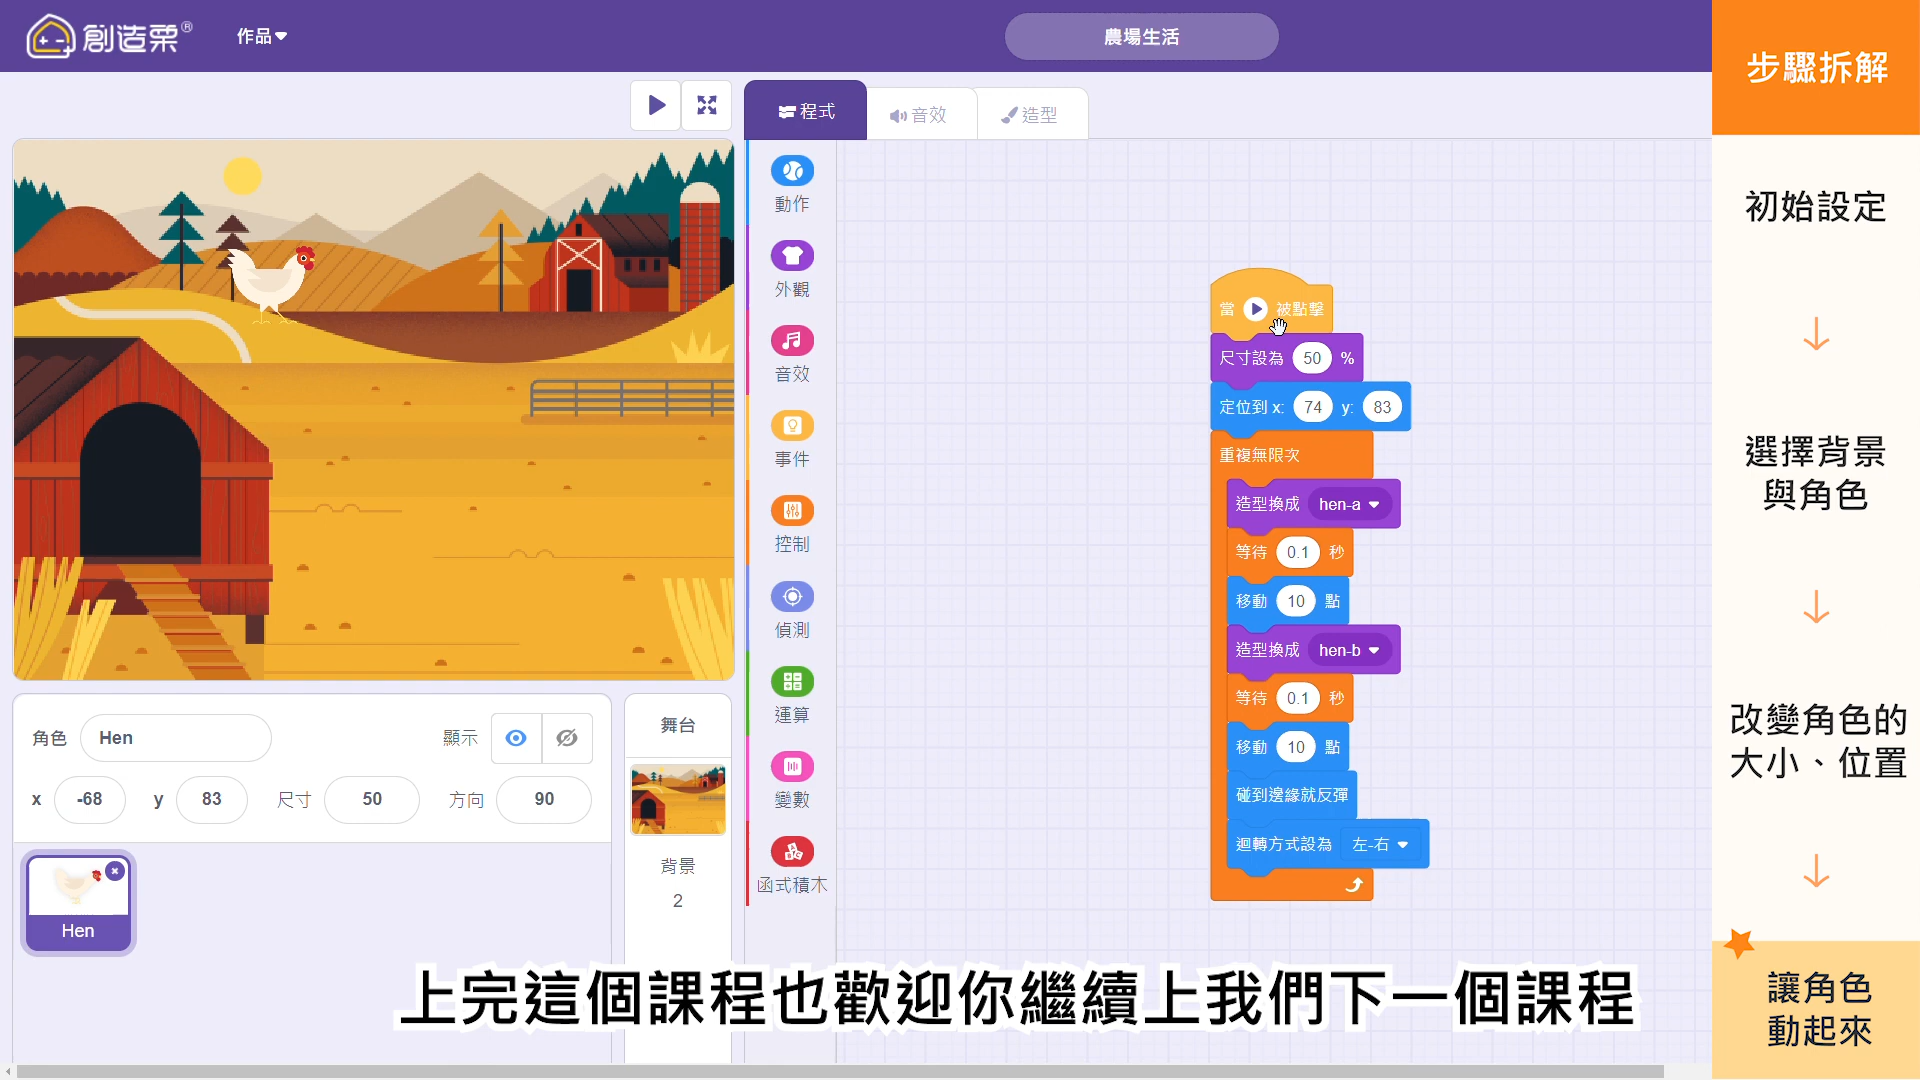 創造栗®
作品
農場生活
程式
音效
造型
動作
外觀
音效
事件
控制
偵測
運算
變數
函式積木
當 被點擊
尺寸設為 50 %
定位到 x: 74 y: 83
重複無限次
造型換成 hen-a
等待 0.1 秒
移動 10 點
造型換成 hen-b
等待 0.1 秒
移動 10 點
碰到邊緣就反彈
迴轉方式設為 左-右
角色 Hen
顯示
x -68 y 83 尺寸 50 方向 90
Hen
舞台
背景
2
步驟拆解
初始設定
選擇背景
與角色
改變角色的
大小、位置
讓角色
動起來
上完這個課程也歡迎你繼續上我們下一個課程